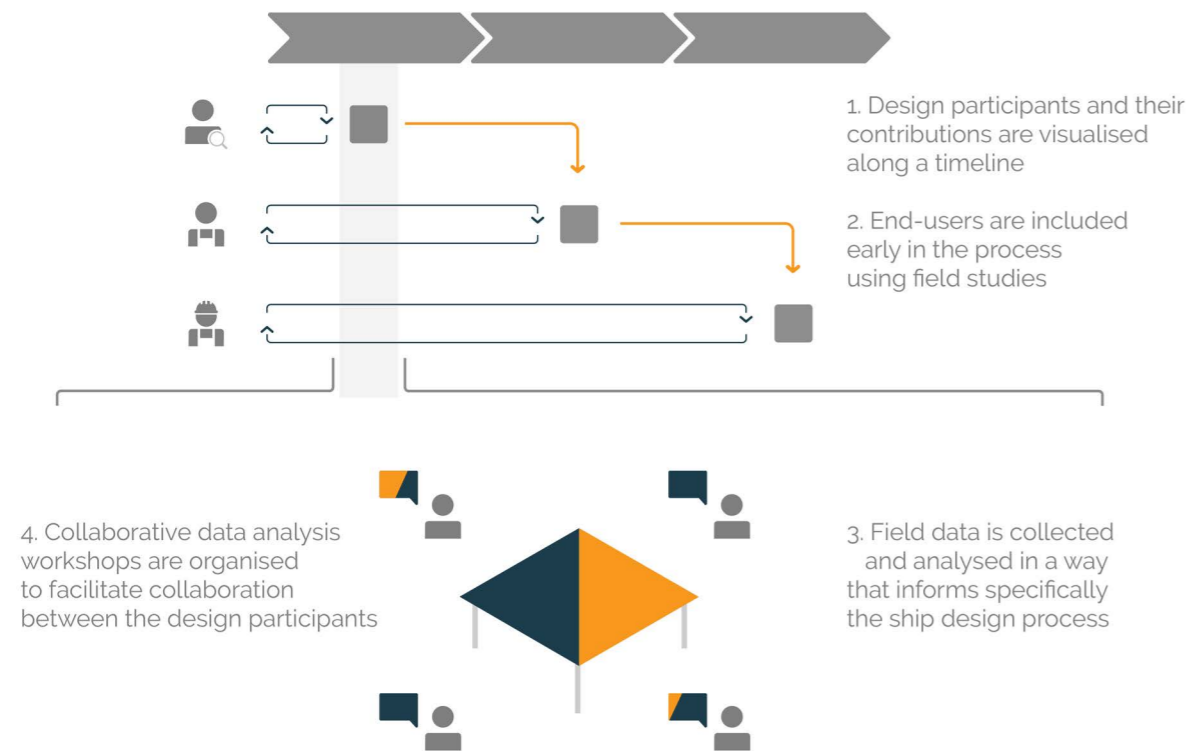 1. Design participants and their
contributions are visualised
along a timeline
2. End-users are included
early in the process
using field studies
4. Collaborative data analysis
workshops are organised
to facilitate collaboration
between the design participants
3. Field data is collected
and analysed in a way
that informs specifically
the ship design process